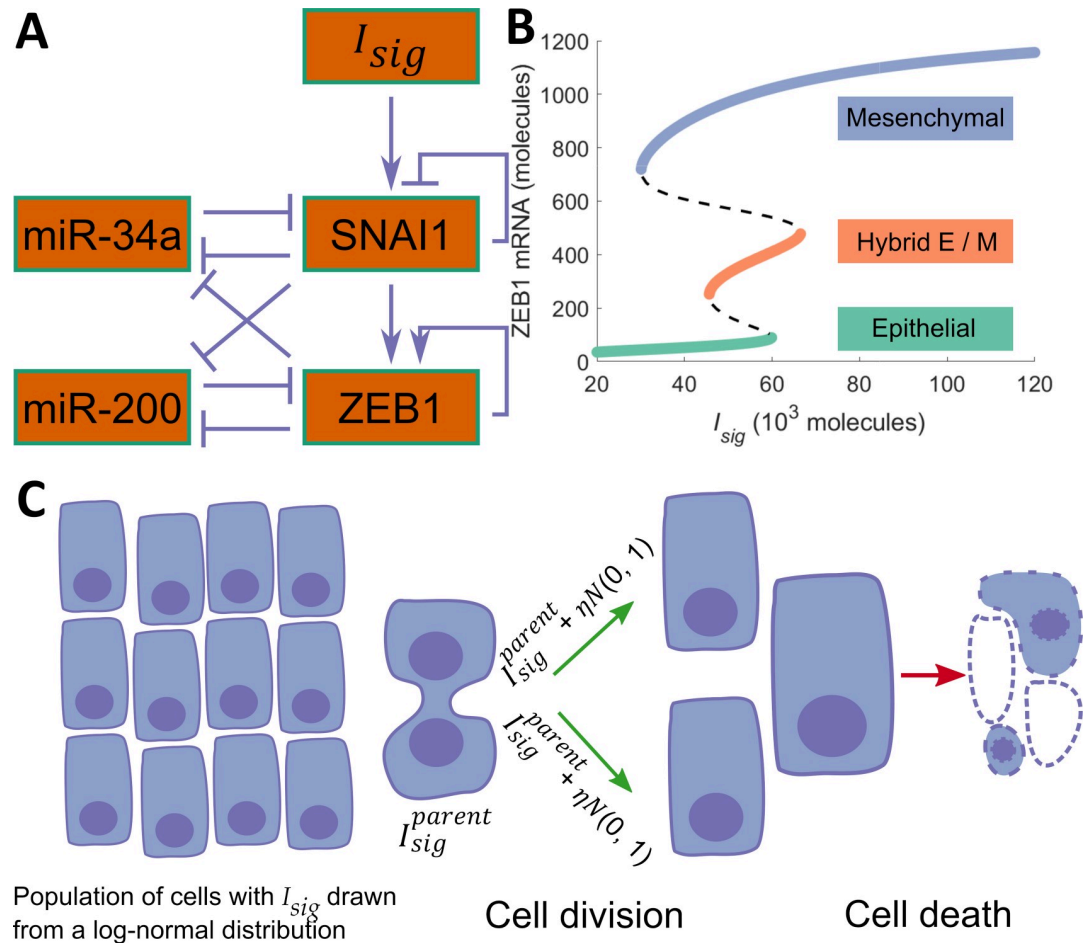 A
I_sig
miR-34a
SNAI1
miR-200
ZEB1
B
ZEB1 mRNA (molecules)
1200
1000
800
600
400
200
0
20
40
60
80
100
120
I_sig (10^3 molecules)
Mesenchymal
Hybrid E / M
Epithelial
C
I_sig^parent + ηN(0, 1)
I_sig^parent + ηN(0, 1)
I_sig^parent
Population of cells with I_sig drawn
from a log-normal distribution
Cell division
Cell death